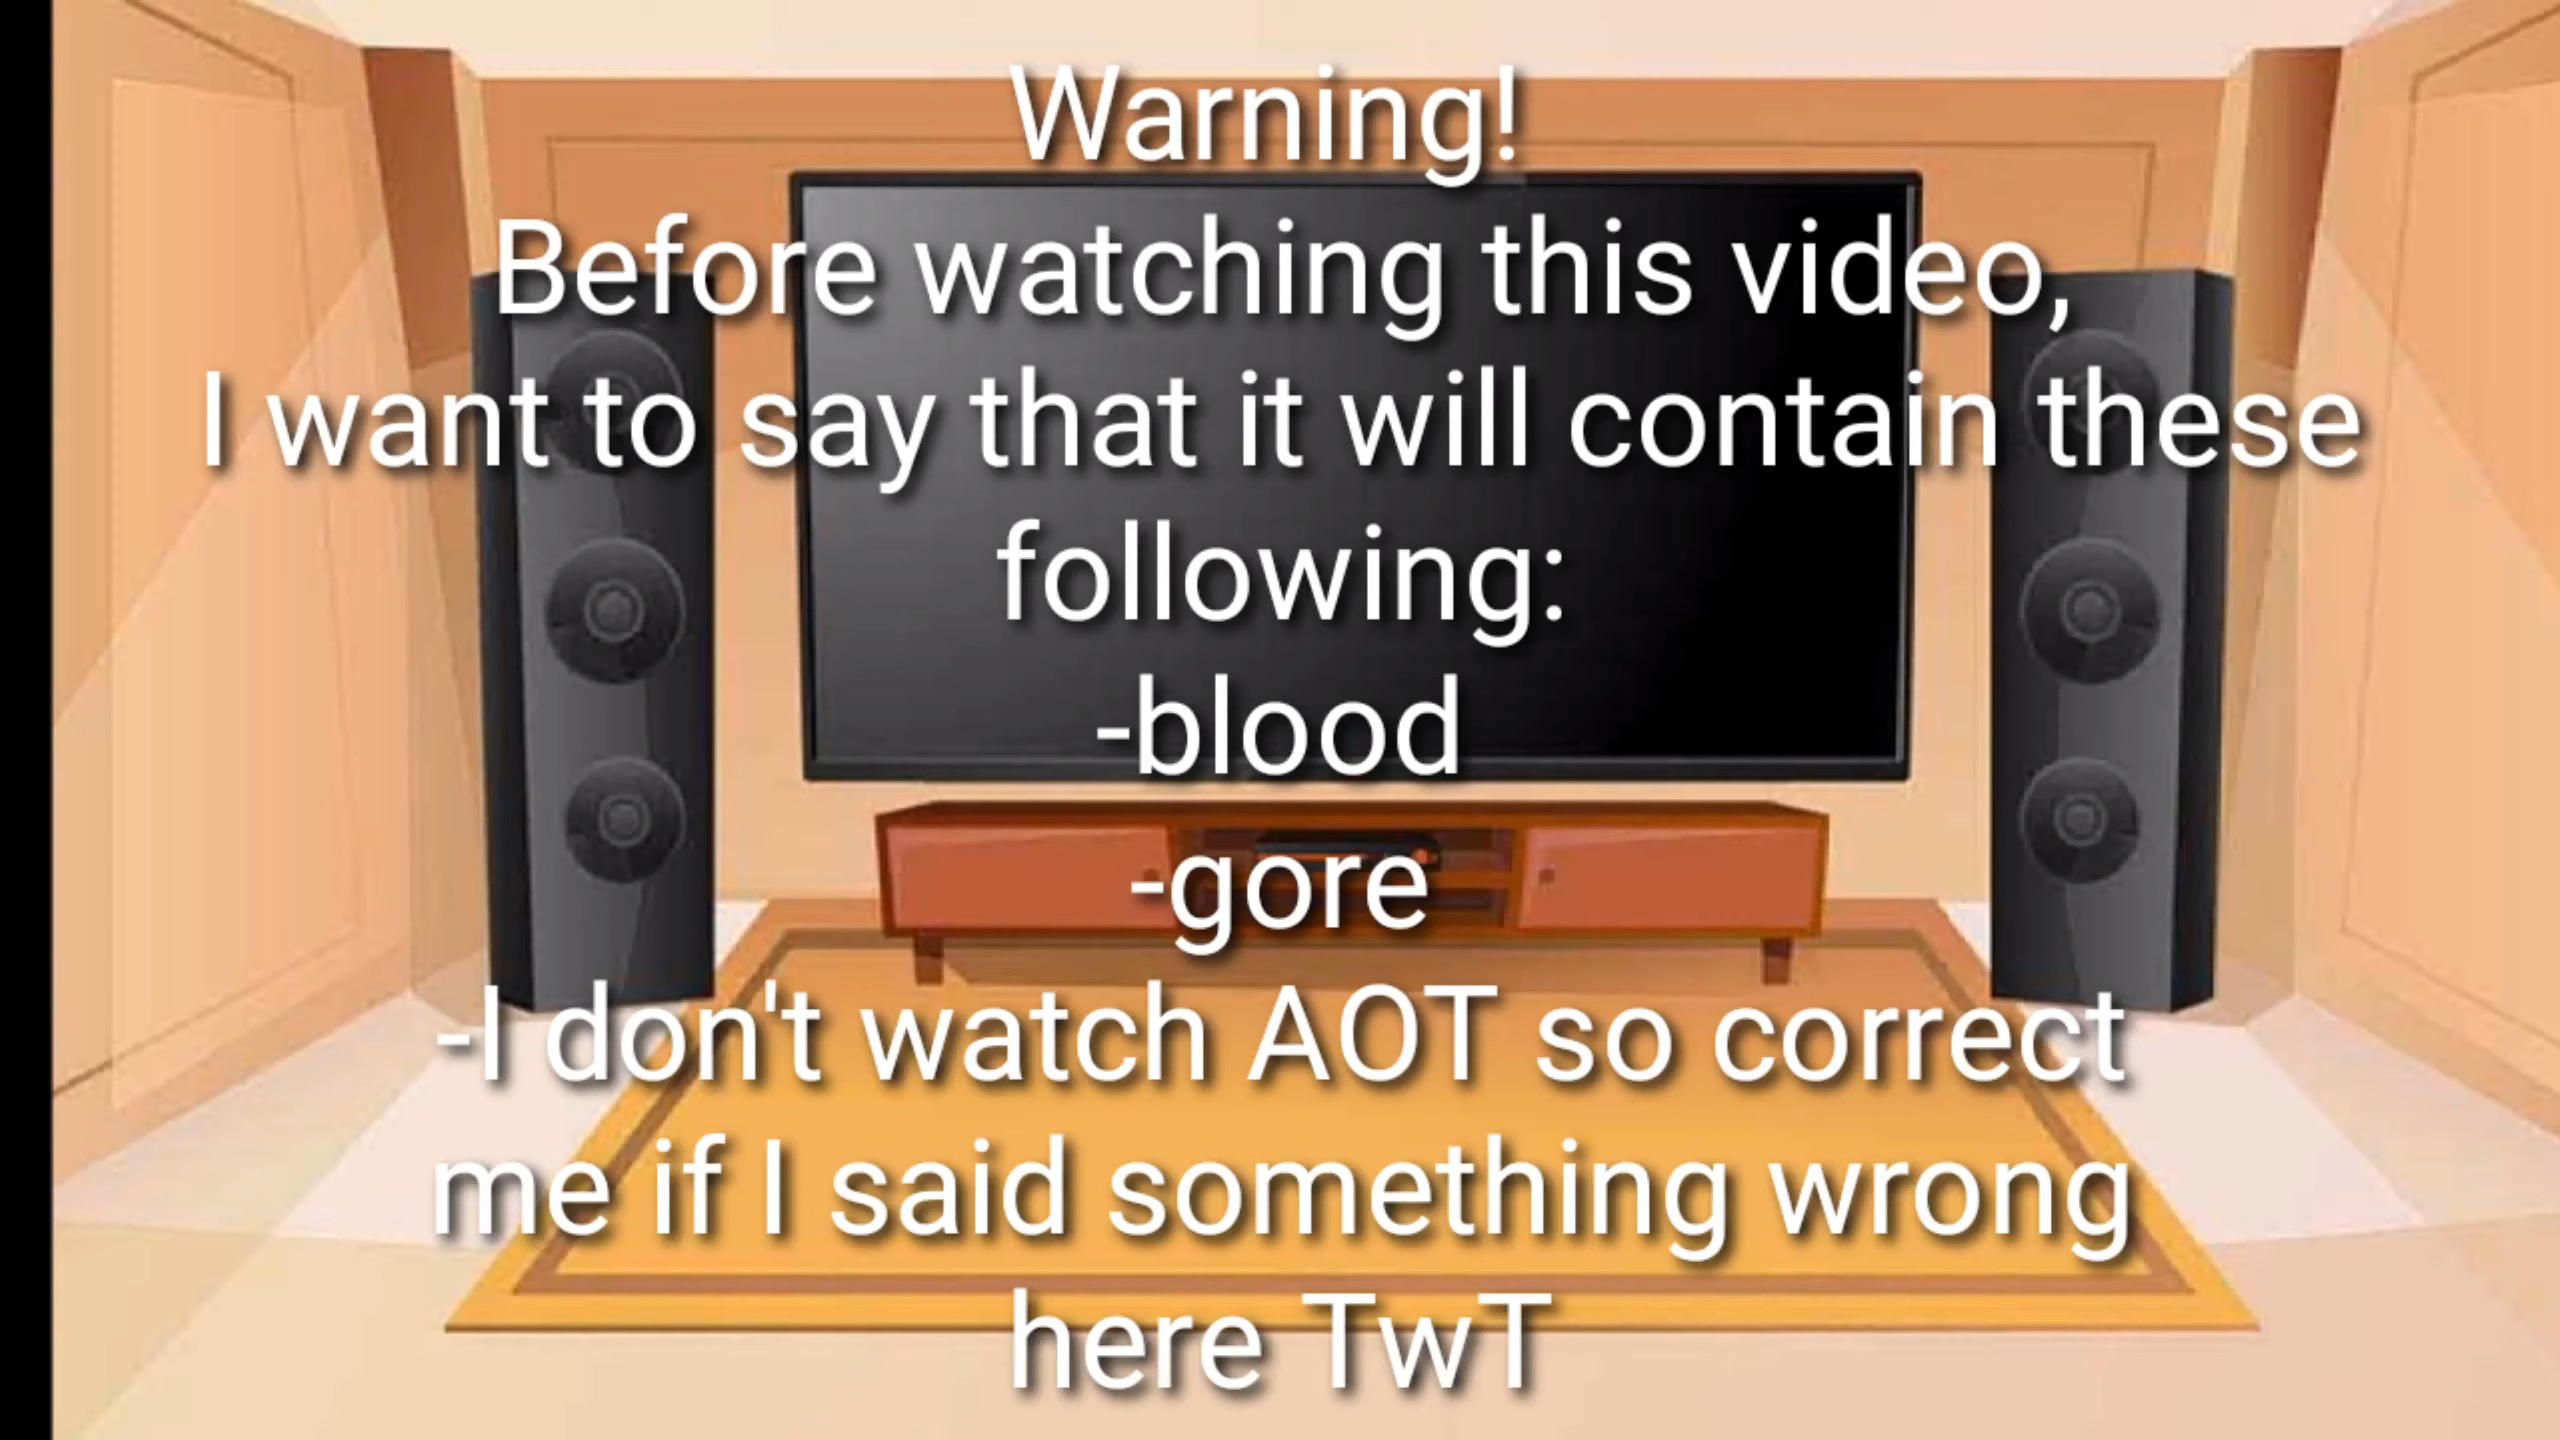 Warning!
Before watching this video,
I want to say that it will contain these
following:
-blood
-gore
-I don't watch AOT so correct
me if I said something wrong
here TwT